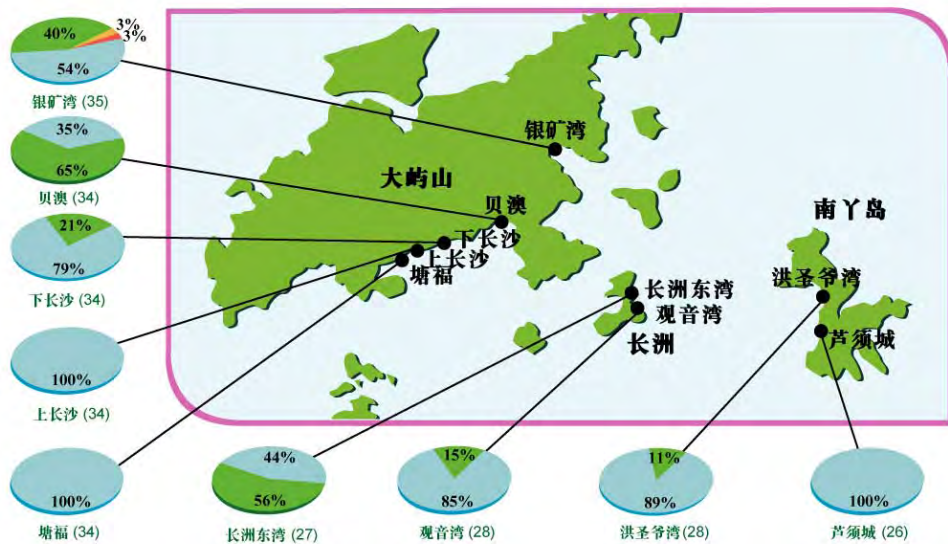 40%
3%
3%
54%
银矿湾 (35)
35%
65%
贝澳 (34)
21%
79%
下长沙 (34)
100%
上长沙 (34)
100%
塘福 (34)
44%
56%
长洲东湾 (27)
15%
85%
观音湾 (28)
11%
89%
洪圣爷湾 (28)
100%
芦须城 (26)
银矿湾
大屿山
贝澳
下长沙
上长沙
塘福
长洲东湾
观音湾
长洲
南丫岛
洪圣爷湾
芦须城